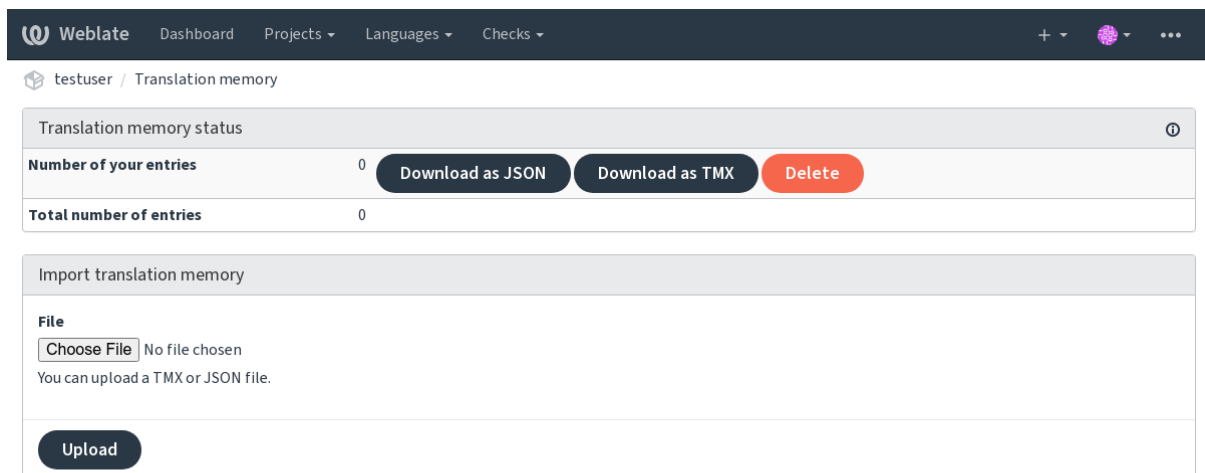 Weblate Dashboard Projects Languages Checks +
testuser / Translation memory
Translation memory status
Number of your entries 0 Download as JSON Download as TMX Delete
Total number of entries 0
Import translation memory
File
Choose File No file chosen
You can upload a TMX or JSON file.
Upload